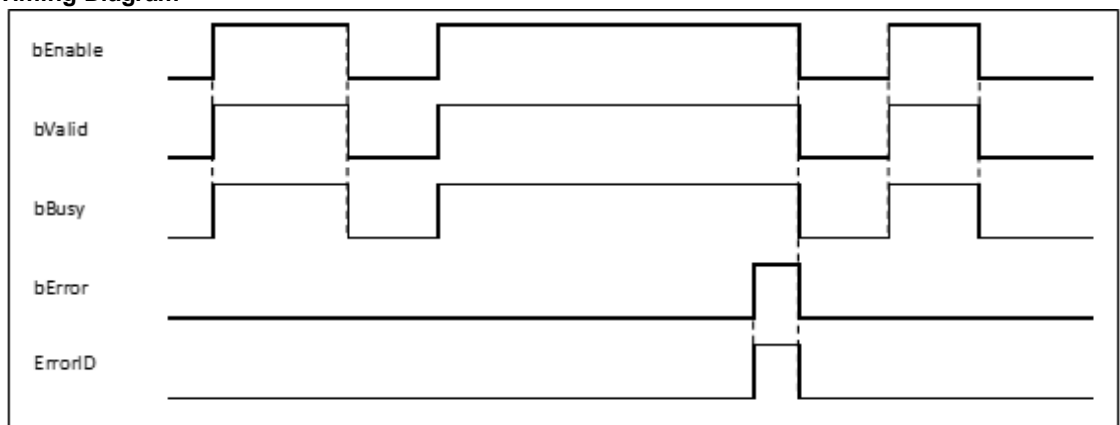 Timing Diagram
bEnable
bValid
bBusy
bError
ErrorID